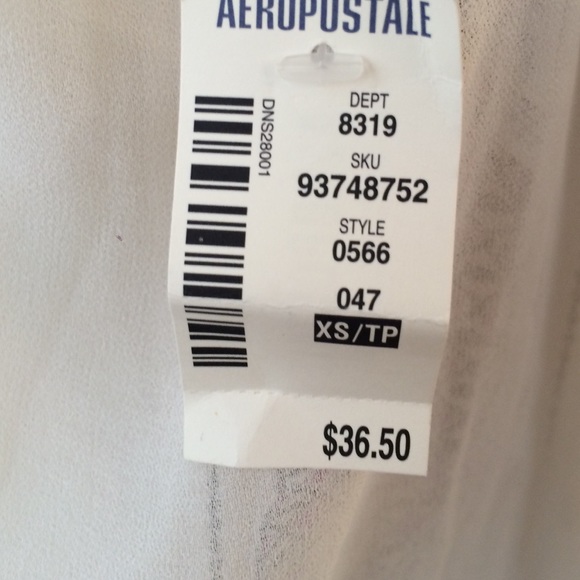 AEROPOSTALE
DNS28001
DEPT
8319
SKU
93748752
STYLE
0566
047
XS/TP
$36.50